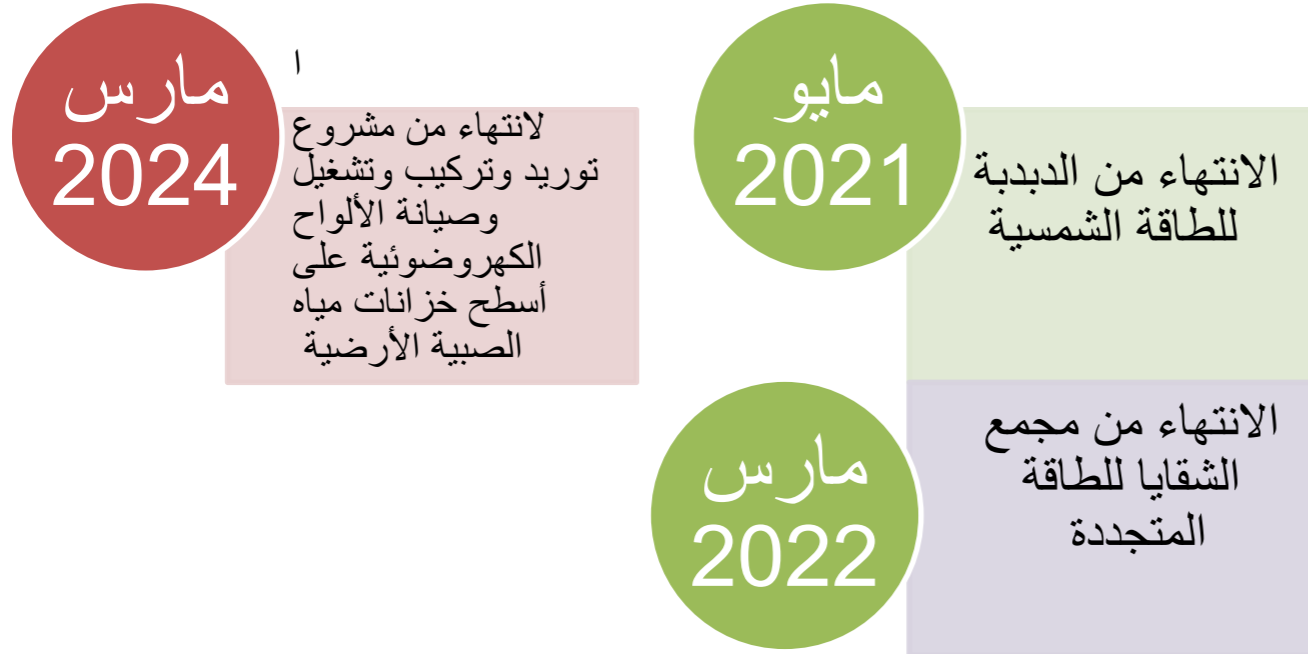 مايو
2021
الانتهاء من الدبدبة
للطاقة الشمسية
مارس
2022
الانتهاء من مجمع
الشقايا للطاقة
المتجددة
مارس
2024
ا
لانتهاء من مشروع
توريد وتركيب وتشغيل
وصيانة الألواح
الكهروضوئية على
أسطح خزانات مياه
الصبية الأرضية